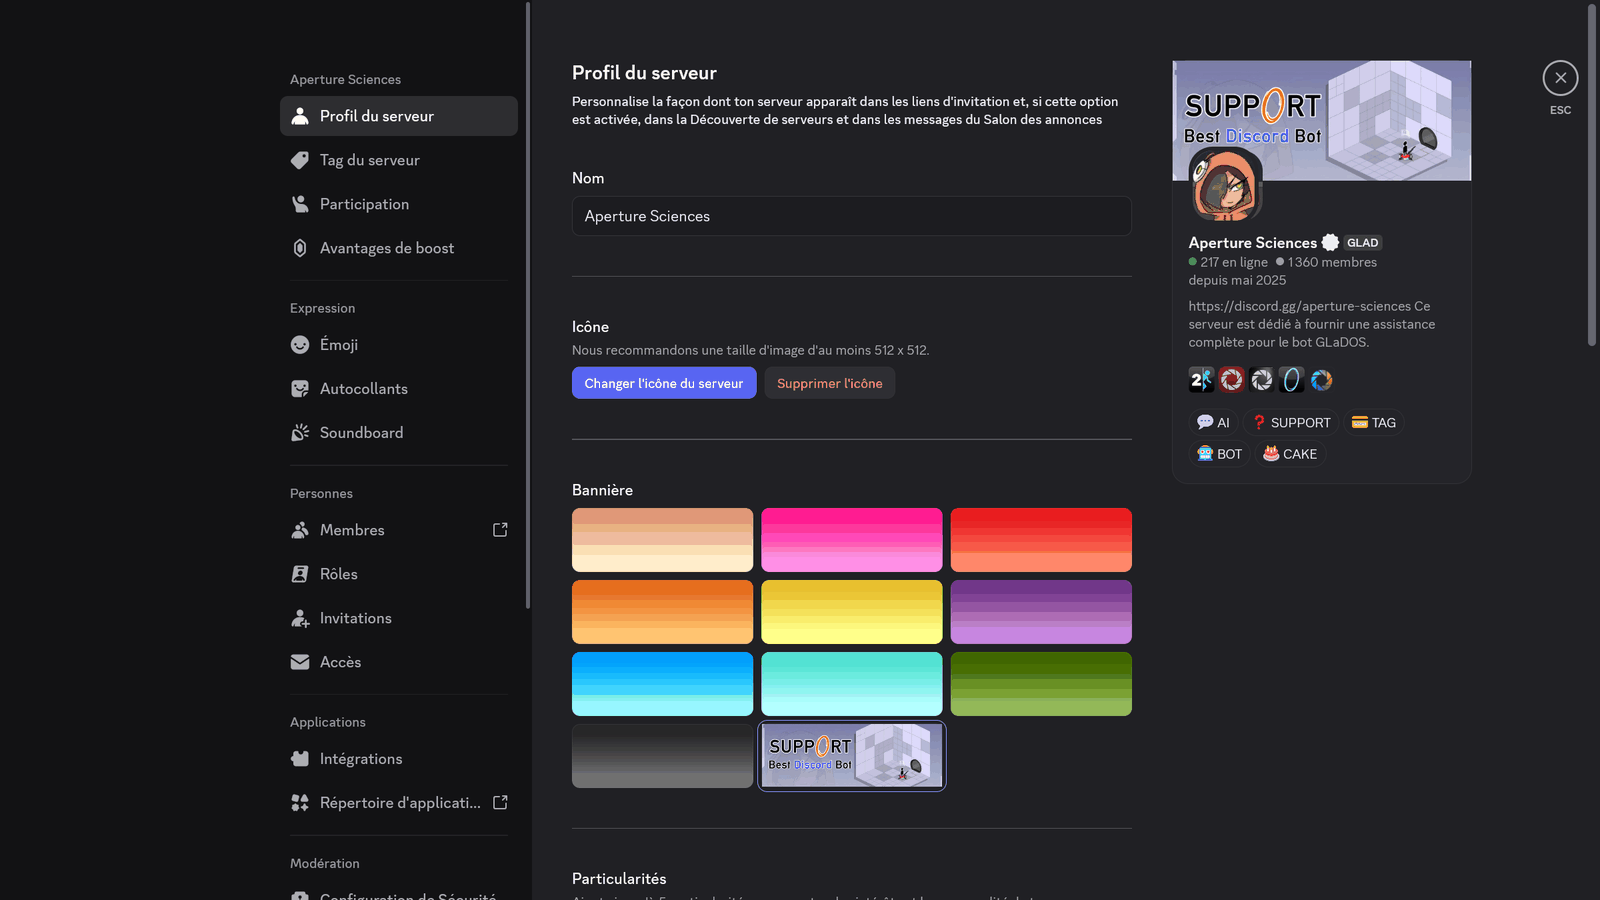 Aperture Sciences
Profil du serveur
Tag du serveur
Participation
Avantages de boost
Expression
Émoji
Autocollants
Soundboard
Personnes
Membres
Rôles
Invitations
Accès
Applications
Intégrations
Répertoire d'applicati...
Modération
Configuration de Sécurité
Profil du serveur
Personnalise la façon dont ton serveur apparaît dans les liens d'invitation et, si cette option
est activée, dans la Découverte de serveurs et dans les messages du Salon des annonces
Nom
Aperture Sciences
Icône
Nous recommandons une taille d'image d'au moins 512 x 512.
Changer l'icône du serveur
Supprimer l'icône
Bannière
SUPPORT
Best Discord Bot
Particularités
SUPPORT
Best Discord Bot
Aperture Sciences GLAD
217 en ligne 1 360 membres
depuis mai 2025
https://discord.gg/aperture-sciences Ce
serveur est dédié à fournir une assistance
complète pour le bot GLaDOS.
2
AI SUPPORT TAG
BOT CAKE
ESC